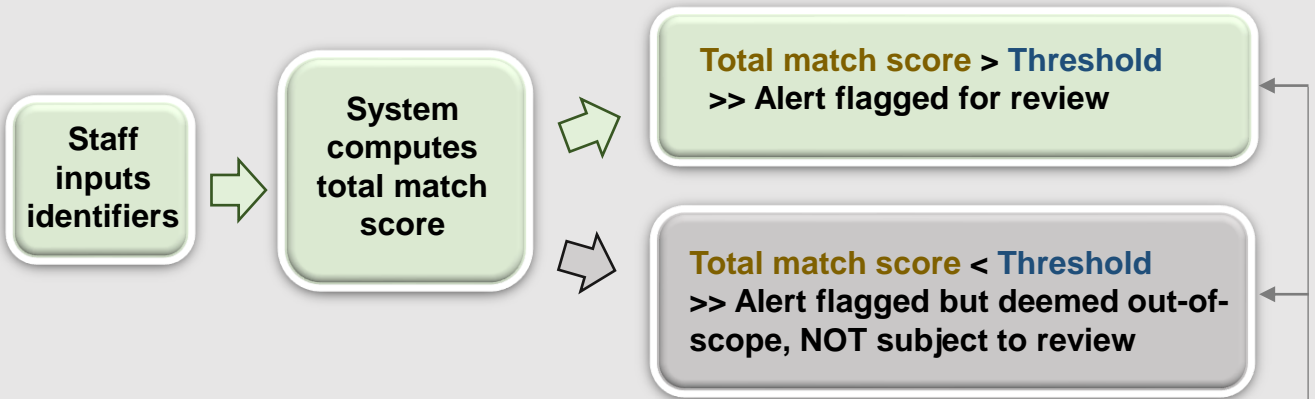 Staff
inputs
identifiers
System
computes
total match
score
Total match score > Threshold
>> Alert flagged for review
Total match score < Threshold
>> Alert flagged but deemed out-of-
scope, NOT subject to review